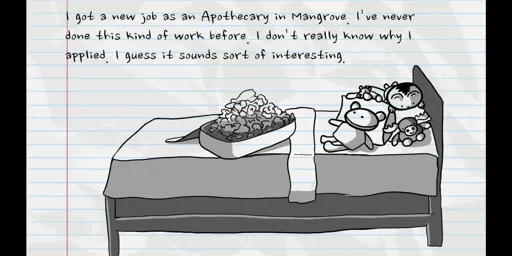 I got a new job as an Apothecary in Mangrove. I've never
done this kind of work before. I don't really know why I
applied. I guess it sounds sort of interesting.